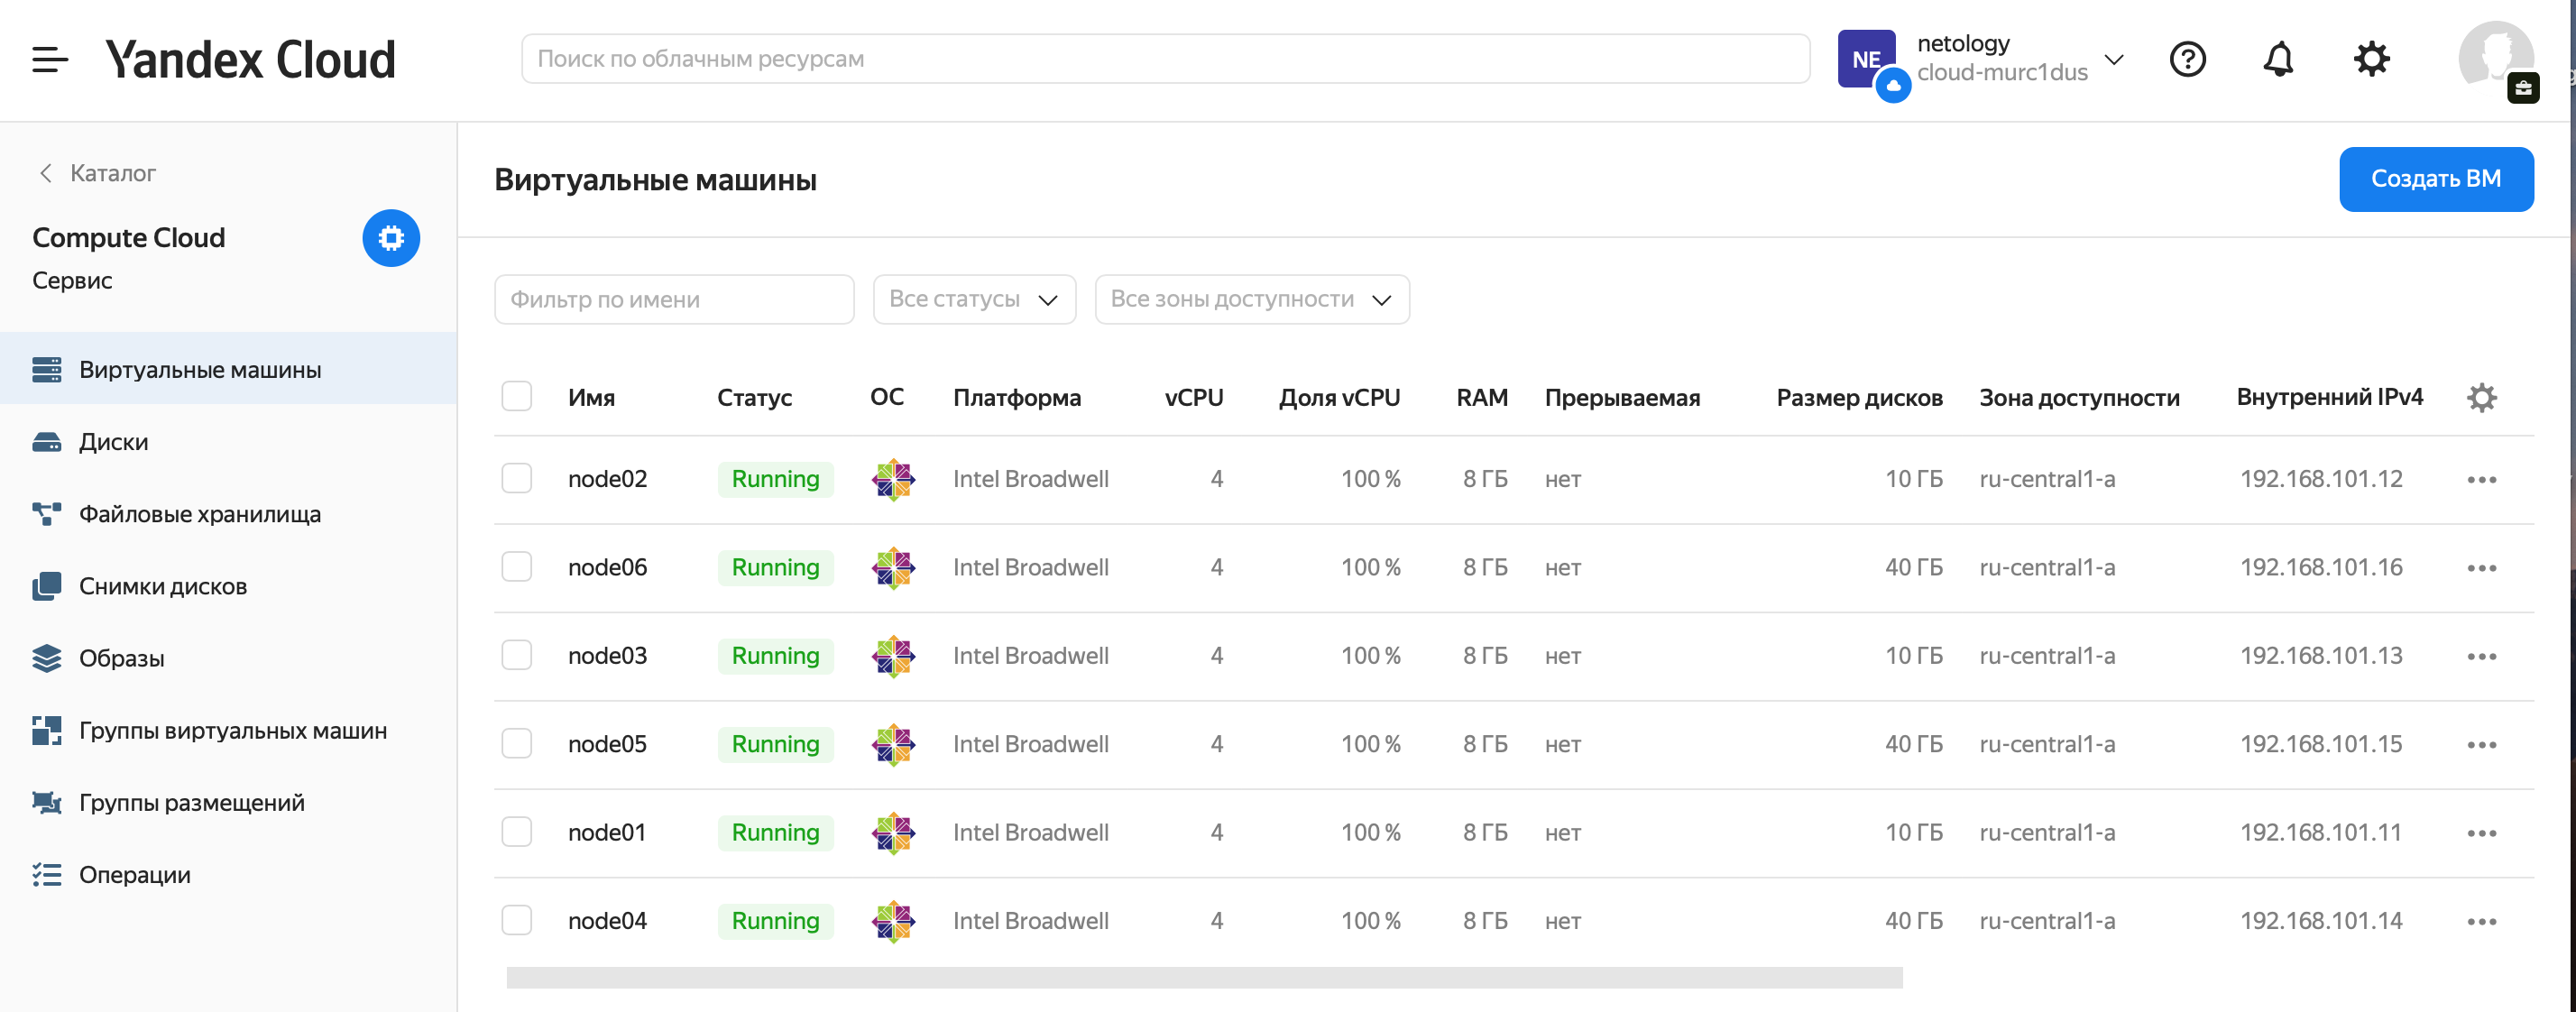 Yandex Cloud
Поиск по облачным ресурсам
NE
netology
cloud-murc1dus
Каталог
Compute Cloud
Сервис
Виртуальные машины
Диски
Файловые хранилища
Снимки дисков
Образы
Группы виртуальных машин
Группы размещений
Операции
Виртуальные машины
Создать ВМ
Фильтр по имени Все статусы Все зоны доступности
Имя Статус ОС Платформа vCPU Доля vCPU RAM Прерываемая Размер дисков Зона доступности Внутренний IPv4
node02 Running Intel Broadwell 4 100 % 8 ГБ нет 10 ГБ ru-central1-a 192.168.101.12
node06 Running Intel Broadwell 4 100 % 8 ГБ нет 40 ГБ ru-central1-a 192.168.101.16
node03 Running Intel Broadwell 4 100 % 8 ГБ нет 10 ГБ ru-central1-a 192.168.101.13
node05 Running Intel Broadwell 4 100 % 8 ГБ нет 40 ГБ ru-central1-a 192.168.101.15
node01 Running Intel Broadwell 4 100 % 8 ГБ нет 10 ГБ ru-central1-a 192.168.101.11
node04 Running Intel Broadwell 4 100 % 8 ГБ нет 40 ГБ ru-central1-a 192.168.101.14